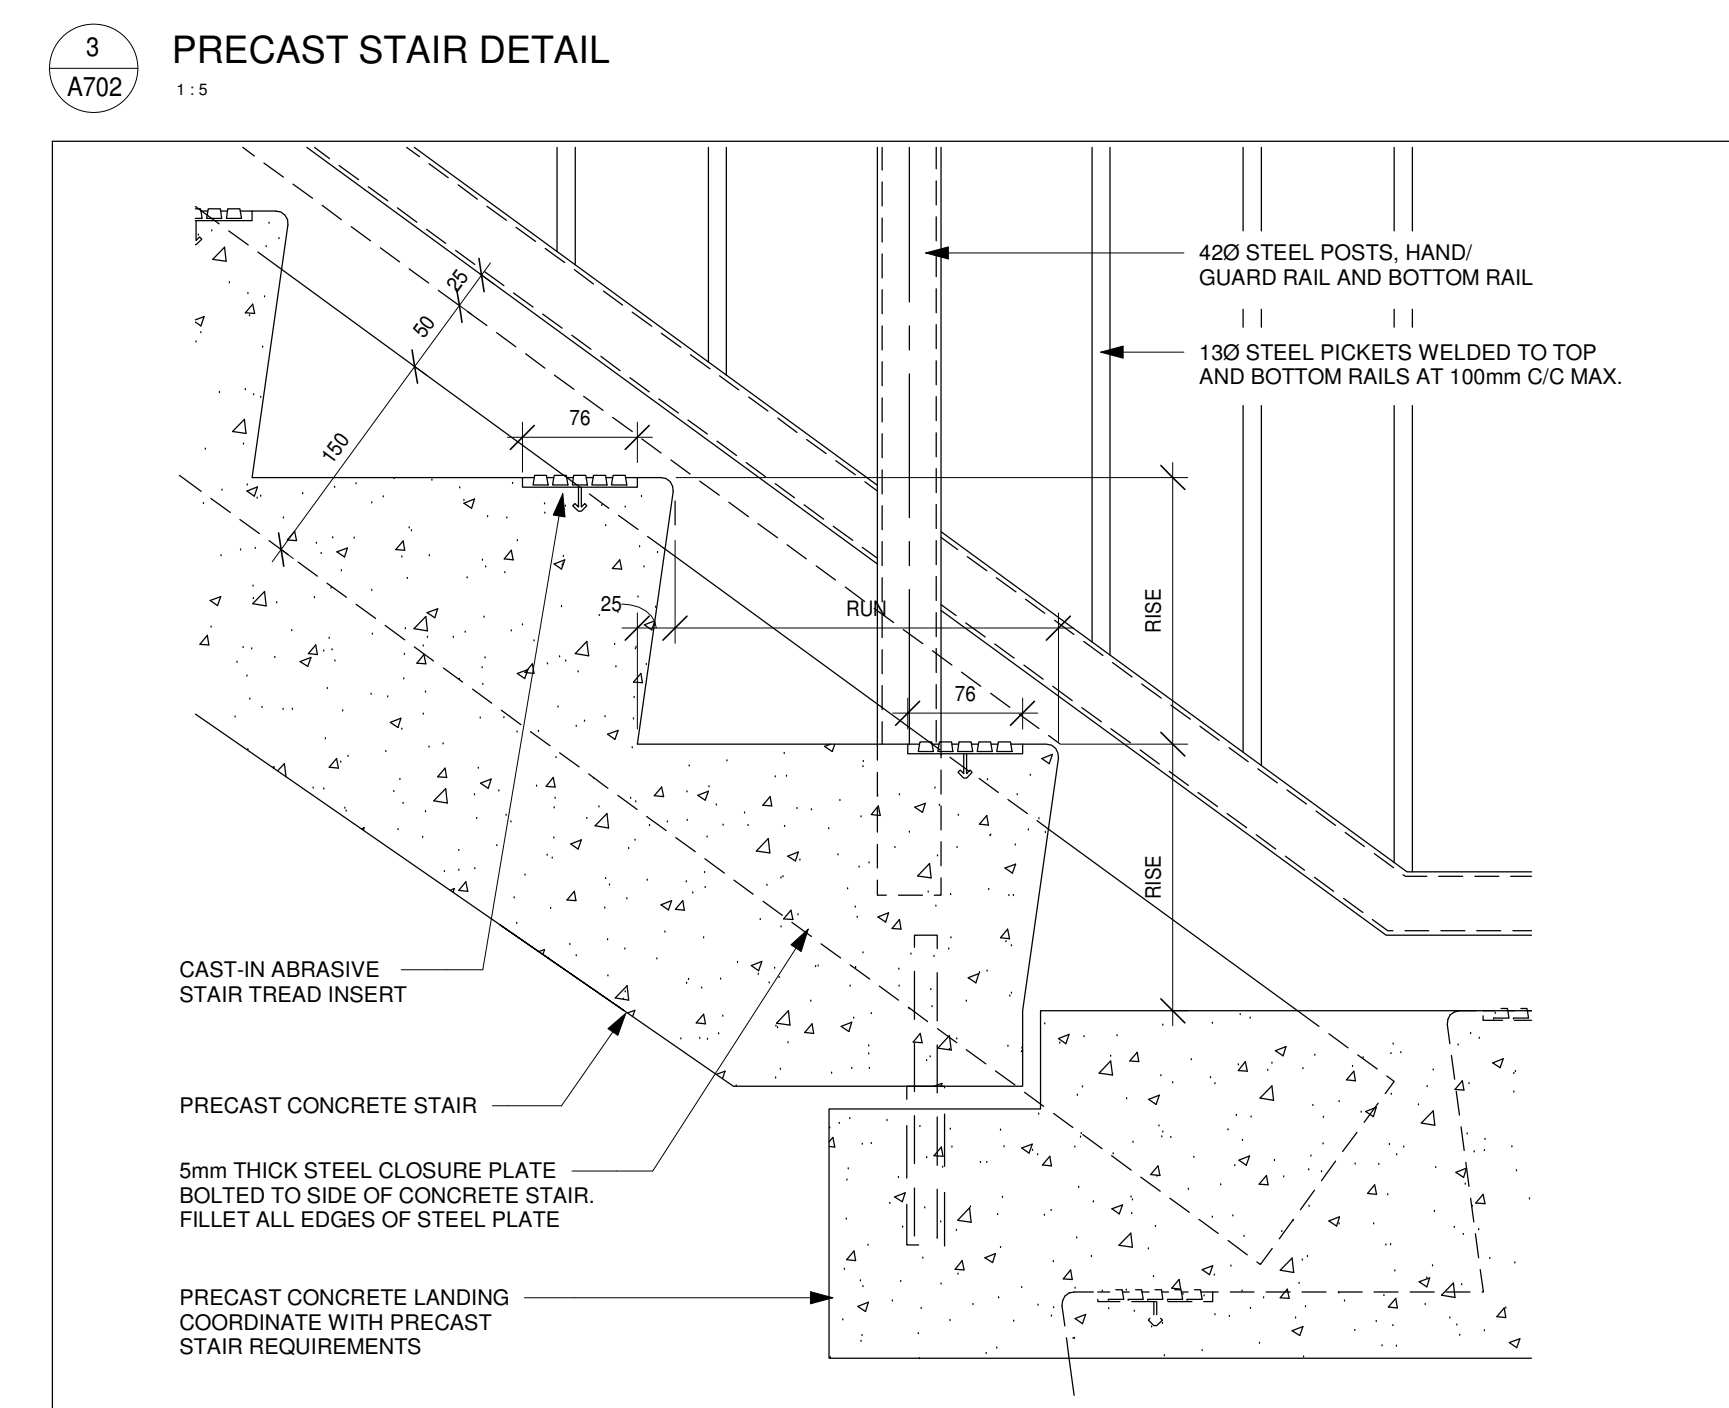 3
A702
PRECAST STAIR DETAIL
1 : 5
42Ø STEEL POSTS, HAND/
GUARD RAIL AND BOTTOM RAIL
13Ø STEEL PICKETS WELDED TO TOP
AND BOTTOM RAILS AT 100mm C/C MAX.
25
50
150
76
25
RUN
RISE
76
RISE
CAST-IN ABRASIVE
STAIR TREAD INSERT
PRECAST CONCRETE STAIR
5mm THICK STEEL CLOSURE PLATE
BOLTED TO SIDE OF CONCRETE STAIR.
FILLET ALL EDGES OF STEEL PLATE
PRECAST CONCRETE LANDING
COORDINATE WITH PRECAST
STAIR REQUIREMENTS